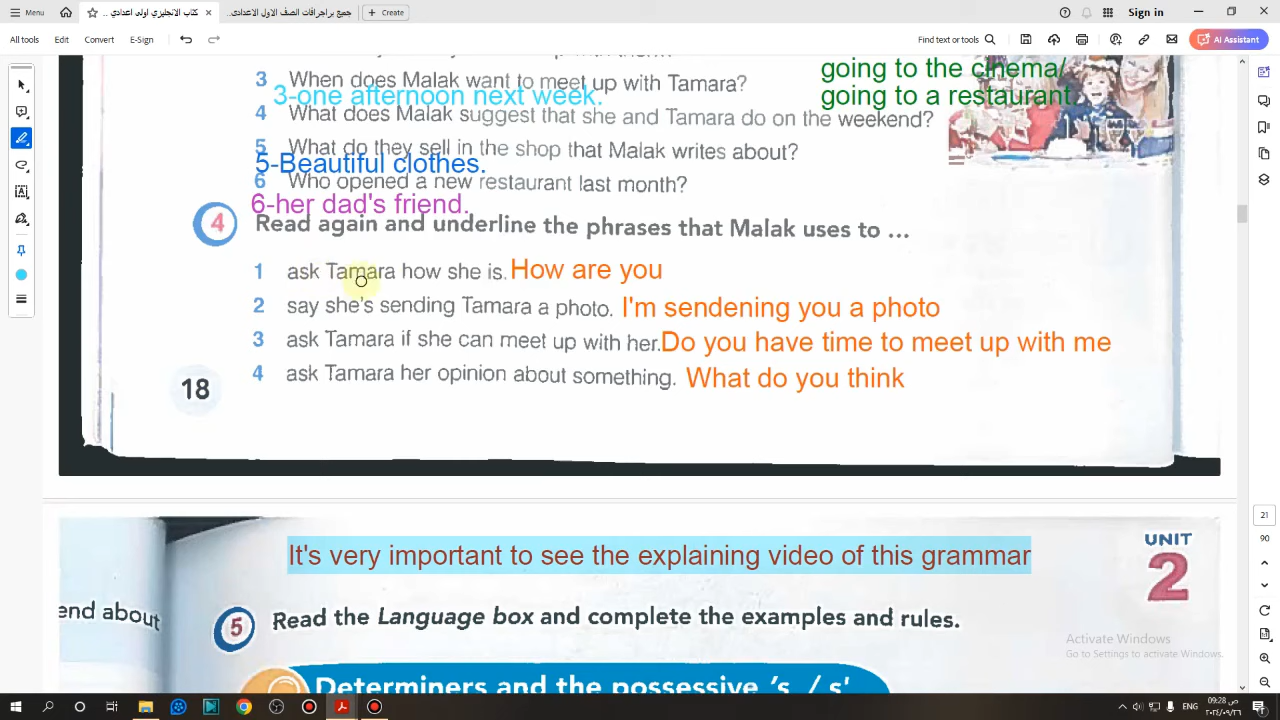 Menu
كتاب الانجليزي اولى اعدادي ..
جميع براجرافات الصف الاول الاعدادى..
Create
Sign in
All tools Edit Convert E-Sign
Find text or tools
AI Assistant
3 When does Malak want to meet up with Tamara?
going to the cinema/
3-one afternoon next week.
going to a restaurant.
4 What does Malak suggest that she and Tamara do on the weekend?
5 What do they sell in the shop that Malak writes about?
5-Beautiful clothes.
6 Who opened a new restaurant last month?
6-her dad's friend.
4 Read again and underline the phrases that Malak uses to ...
1 ask Tamara how she is. How are you
2 say she's sending Tamara a photo. I'm sendening you a photo
3 ask Tamara if she can meet up with her. Do you have time to meet up with me
4 ask Tamara her opinion about something. What do you think
18
21
90
It's very important to see the explaining video of this grammar
UNIT
2
end about
5 Read the Language box and complete the examples and rules.
Activate Windows
Go to Settings to activate Windows.
Determiners and the possessive 's / s'
ENG
09:28 ص